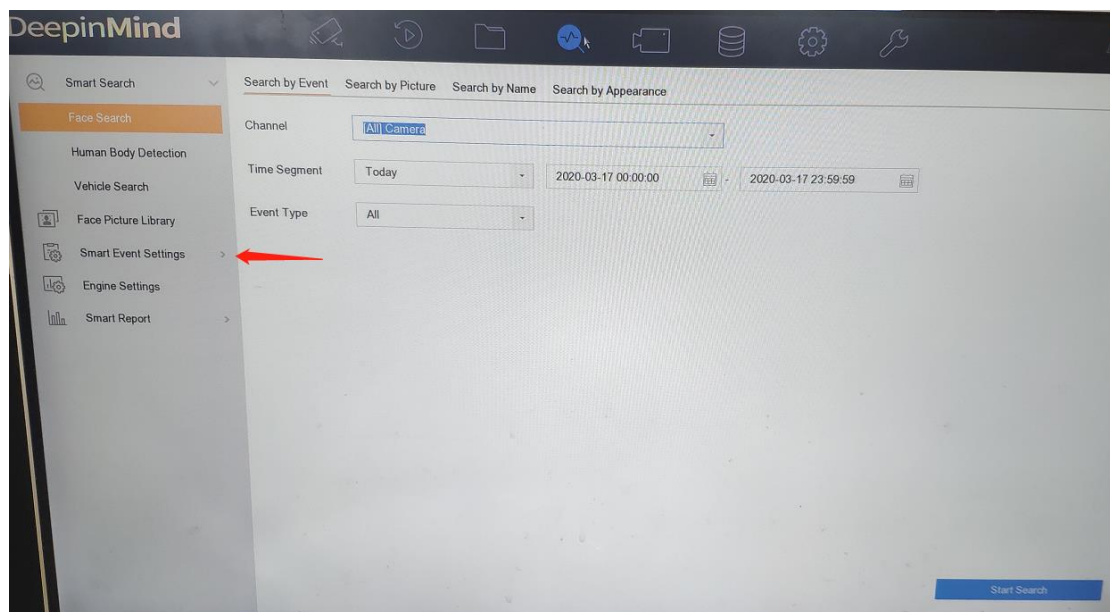 DeepinMind
Smart Search
Face Search
Human Body Detection
Vehicle Search
Face Picture Library
Smart Event Settings
Engine Settings
Smart Report
Search by Event Search by Picture Search by Name Search by Appearance
Channel [All] Camera
Time Segment Today 2020-03-17 00:00:00 - 2020-03-17 23:59:59
Event Type All
Start Search